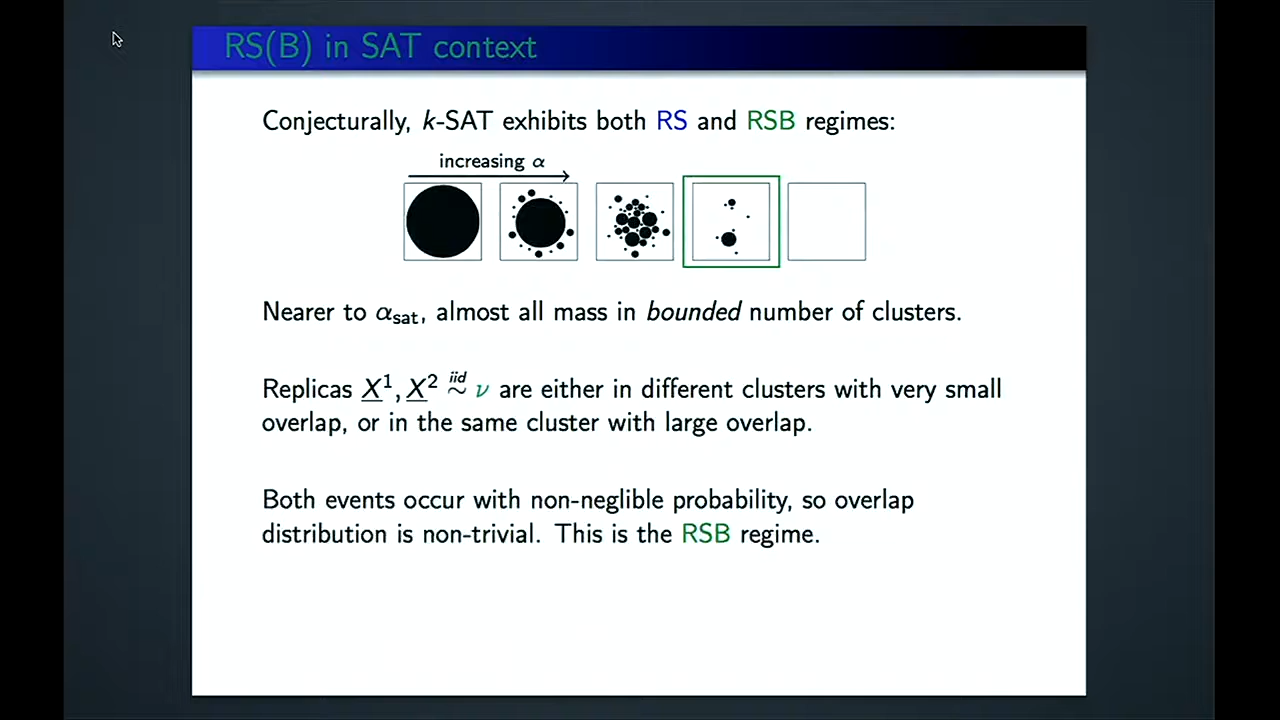 RS(B) in SAT context
Conjecturally, k-SAT exhibits both RS and RSB regimes:
increasing α
Nearer to α_sat, almost all mass in bounded number of clusters.
Replicas X¹, X² iid ~ ν are either in different clusters with very small
overlap, or in the same cluster with large overlap.
Both events occur with non-neglible probability, so overlap
distribution is non-trivial. This is the RSB regime.